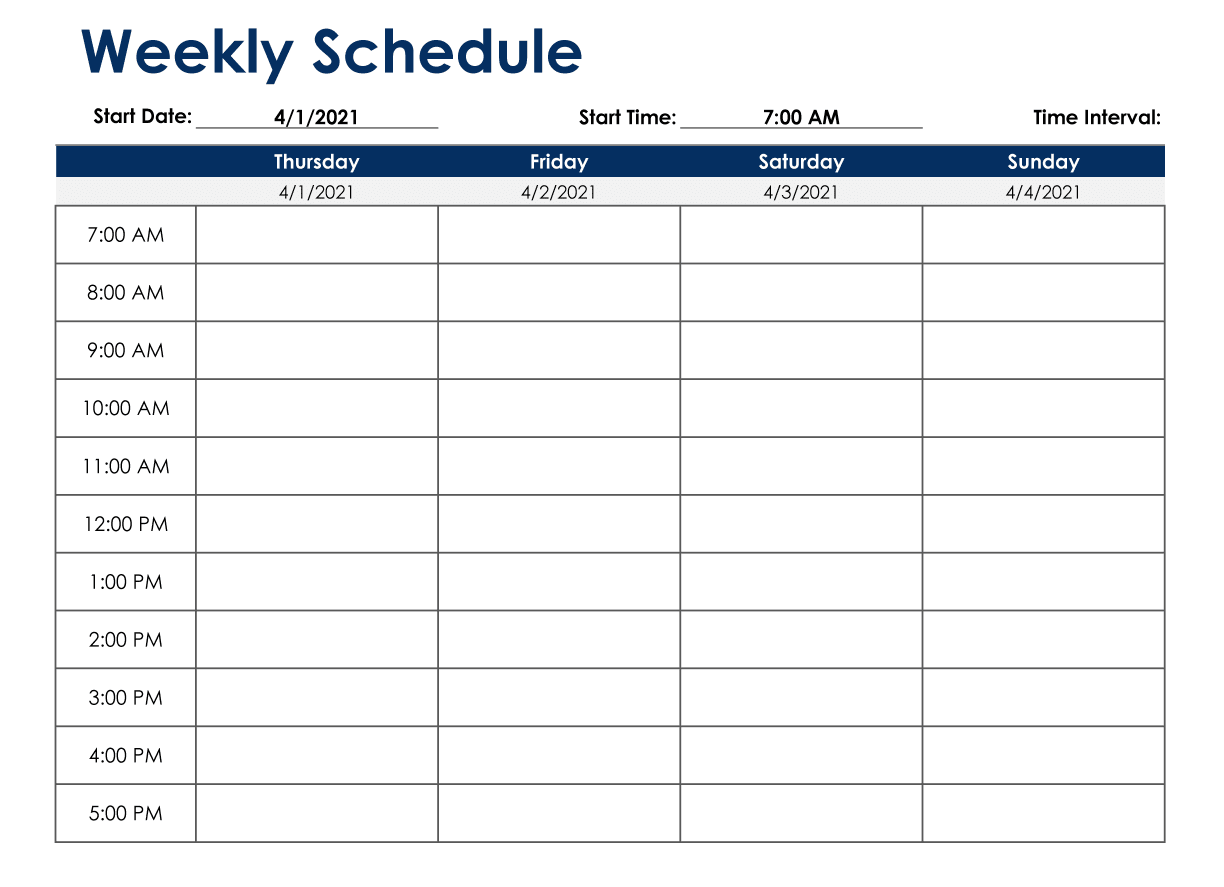 Weekly Schedule
Start Date: 4/1/2021 Start Time: 7:00 AM Time Interval:
Thursday Friday Saturday Sunday
4/1/2021 4/2/2021 4/3/2021 4/4/2021
7:00 AM
8:00 AM
9:00 AM
10:00 AM
11:00 AM
12:00 PM
1:00 PM
2:00 PM
3:00 PM
4:00 PM
5:00 PM